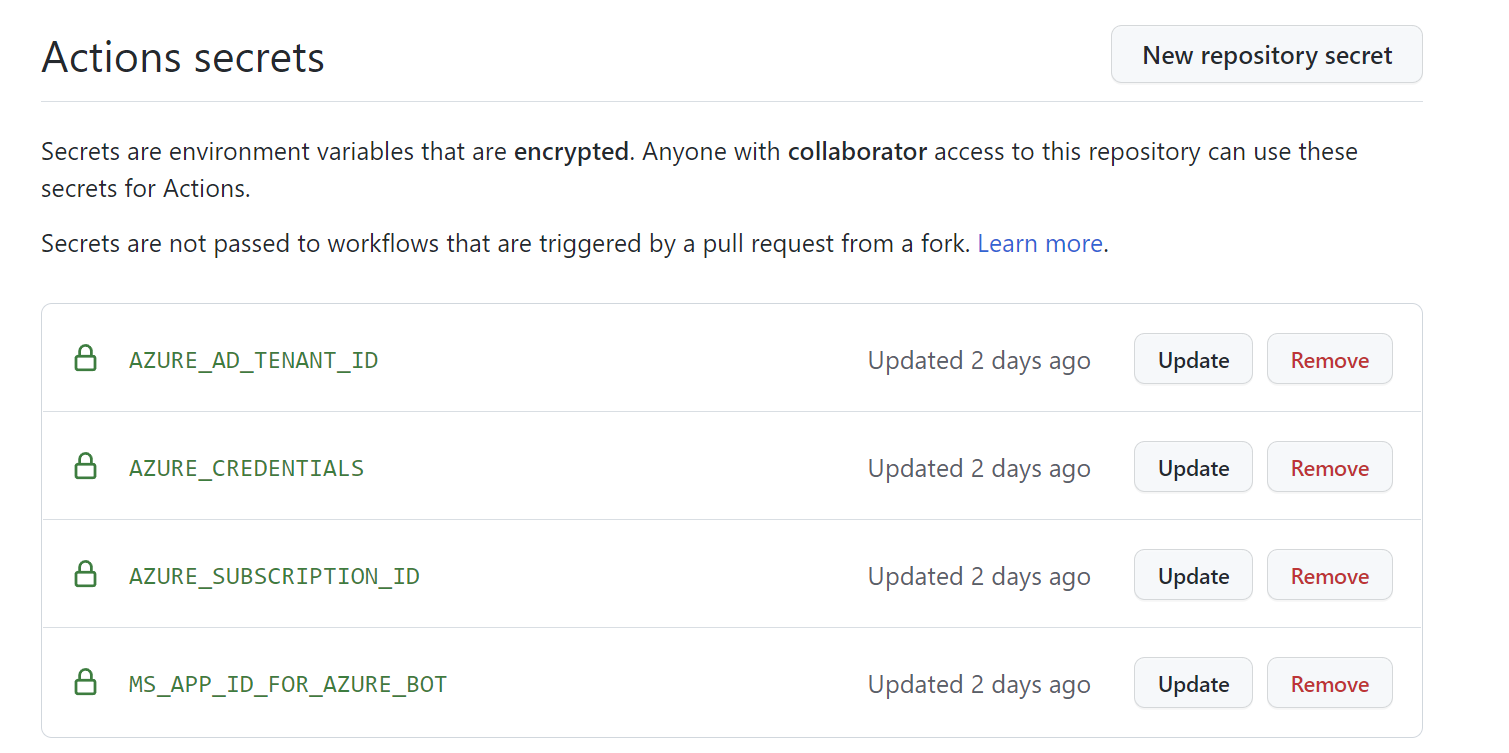 Actions secrets
New repository secret
Secrets are environment variables that are encrypted. Anyone with collaborator access to this repository can use these
secrets for Actions.
Secrets are not passed to workflows that are triggered by a pull request from a fork. Learn more.
AZURE_AD_TENANT_ID Updated 2 days ago Update Remove
AZURE_CREDENTIALS Updated 2 days ago Update Remove
AZURE_SUBSCRIPTION_ID Updated 2 days ago Update Remove
MS_APP_ID_FOR_AZURE_BOT Updated 2 days ago Update Remove